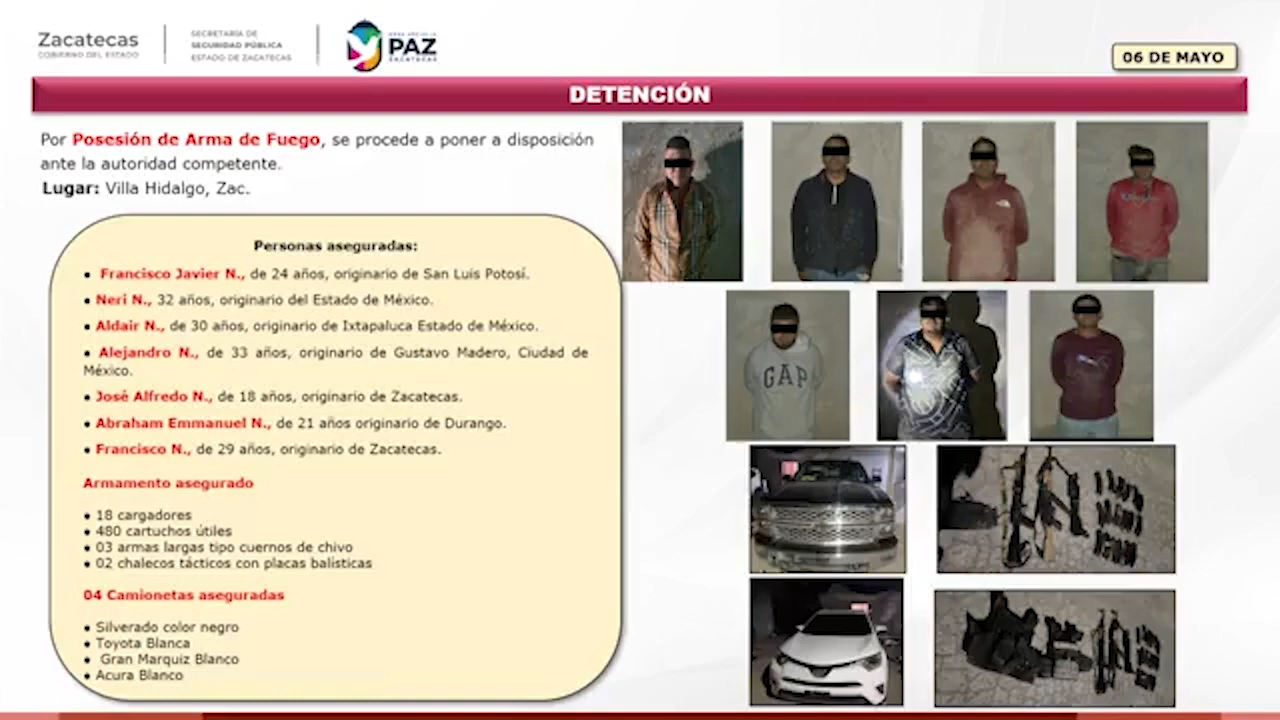 Zacatecas
GOBIERNO DEL ESTADO
SECRETARÍA DE
SEGURIDAD PÚBLICA
ESTADO DE ZACATECAS
PAZ
ZACATECAS
06 DE MAYO
DETENCIÓN
Por Posesión de Arma de Fuego, se procede a poner a disposición
ante la autoridad competente.
Lugar: Villa Hidalgo, Zac.
Personas aseguradas:
• Francisco Javier N., de 24 años, originario de San Luis Potosí.
• Neri N., 32 años, originario del Estado de México.
• Aldair N., de 30 años, originario de Ixtapaluca Estado de México.
• Alejandro N., de 33 años, originario de Gustavo Madero, Ciudad de
México.
• José Alfredo N., de 18 años, originario de Zacatecas.
• Abraham Emmanuel N., de 21 años originario de Durango.
• Francisco N., de 29 años, originario de Zacatecas.
Armamento asegurado
• 18 cargadores
• 480 cartuchos útiles
• 03 armas largas tipo cuernos de chivo
• 02 chalecos tácticos con placas balísticas
04 Camionetas aseguradas
• Silverado color negro
• Toyota Blanca
• Gran Marquiz Blanco
• Acura Blanco
GAP